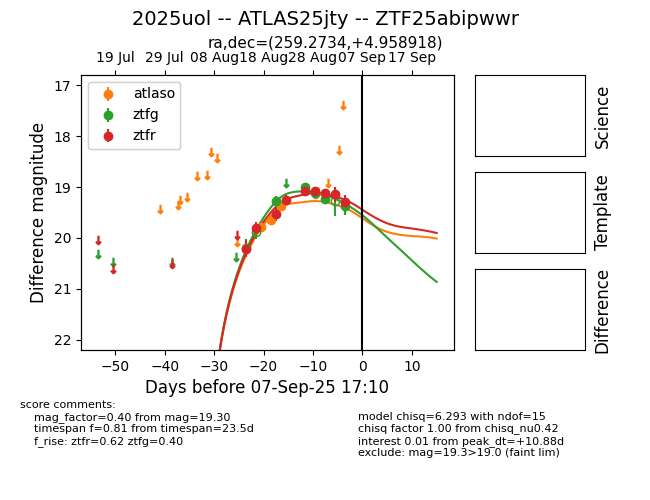 2025uol -- ATLAS25jty -- ZTF25abipwwr
ra,dec=(259.2734,+4.958918)
19 Jul 29 Jul 08 Aug 18 Aug 28 Aug 07 Sep 17 Sep
17
18
19
20
21
22
Difference magnitude
atlaso
ztfg
ztfr
−50 −40 −30 −20 −10 0 10
Days before 07-Sep-25 17:10
Science
Template
Difference
score comments:
mag_factor=0.40 from mag=19.30
timespan f=0.81 from timespan=23.5d
f_rise: ztfr=0.62 ztfg=0.40
model chisq=6.293 with ndof=15
chisq factor 1.00 from chisq_nu0.42
interest 0.01 from peak_dt=+10.88d
exclude: mag=19.3>19.0 (faint lim)